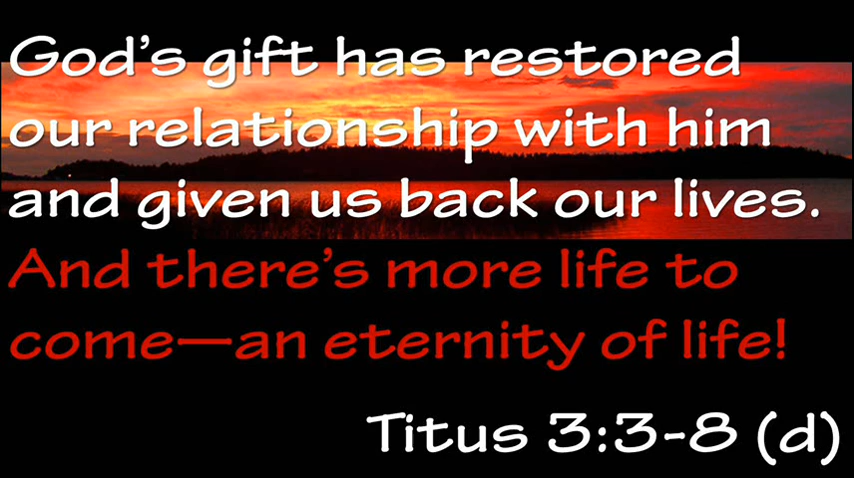 God’s gift has restored
our relationship with him
and given us back our lives.
And there’s more life to
come—an eternity of life!
Titus 3:3-8 (d)